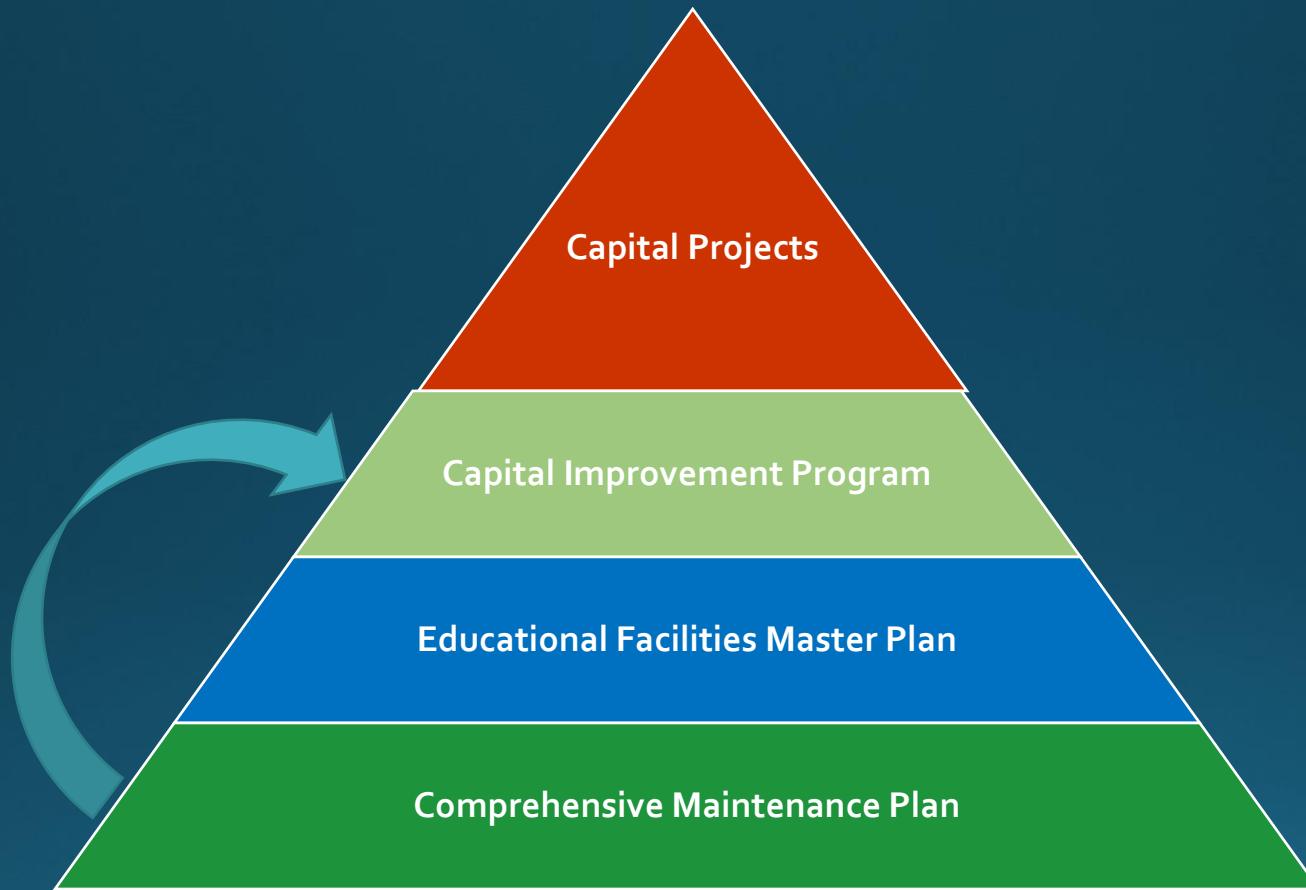 Capital Projects
Capital Improvement Program
Educational Facilities Master Plan
Comprehensive Maintenance Plan